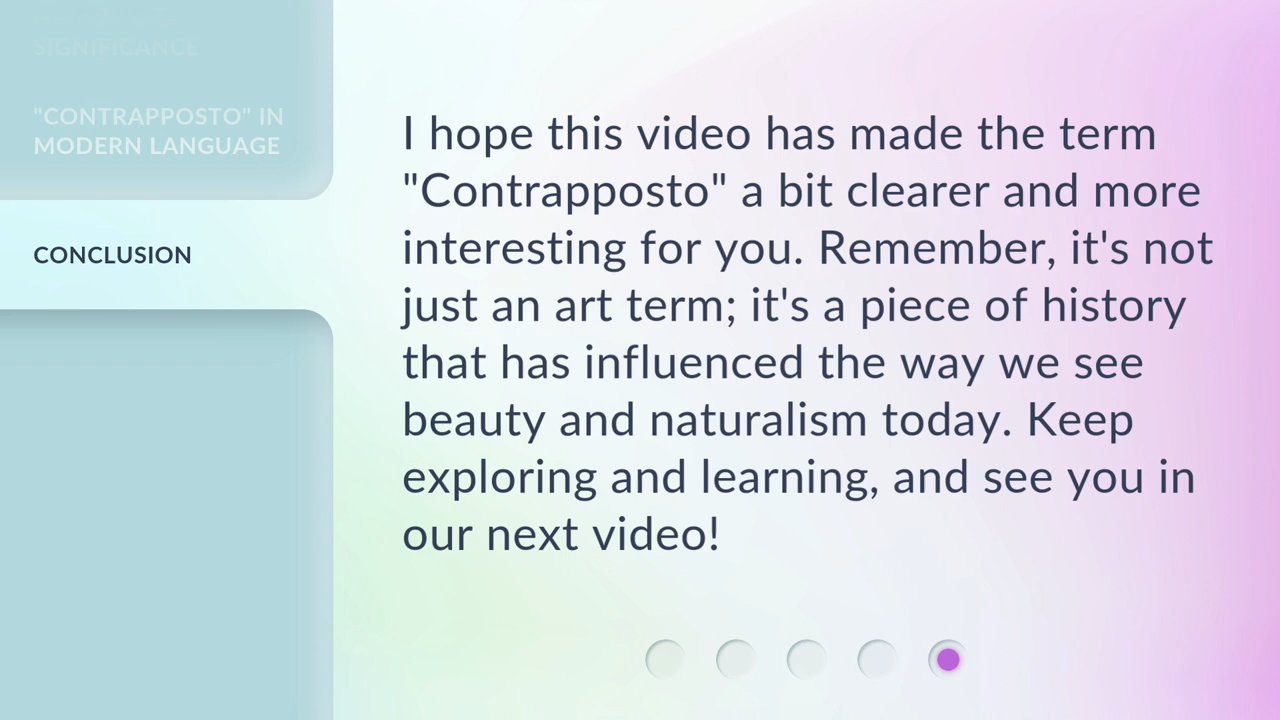 SIGNIFICANCE
"CONTRAPPOSTO" IN
MODERN LANGUAGE
CONCLUSION
I hope this video has made the term
"Contrapposto" a bit clearer and more
interesting for you. Remember, it's not
just an art term; it's a piece of history
that has influenced the way we see
beauty and naturalism today. Keep
exploring and learning, and see you in
our next video!